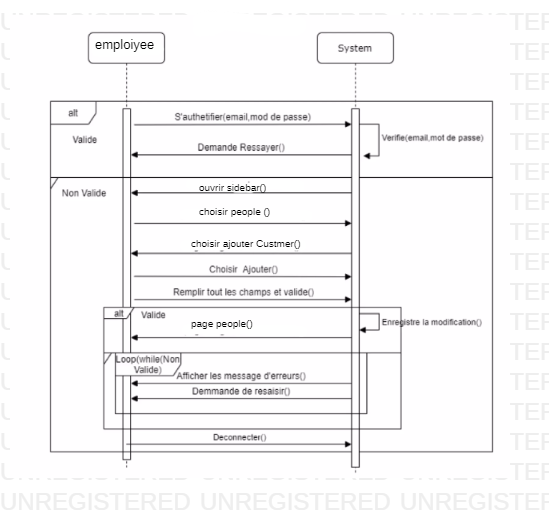 emploiyee
System
alt
S'authetifier(email,mod de passe)
Valide
Verifie(email,mot de passe)
Demande Ressayer()
Non Valide
ouvrir sidebar()
choisir people ()
choisir ajouter Custmer()
Choisir Ajouter()
Remplir tout les champs et valide()
alt
Valide
page people()
Enregistre la modification()
Loop(while(Non
Valide)
Afficher les message d'erreurs()
Demmande de resaisir()
Deconnecter()
UNREGISTERED UNREGISTERED UNREGISTER